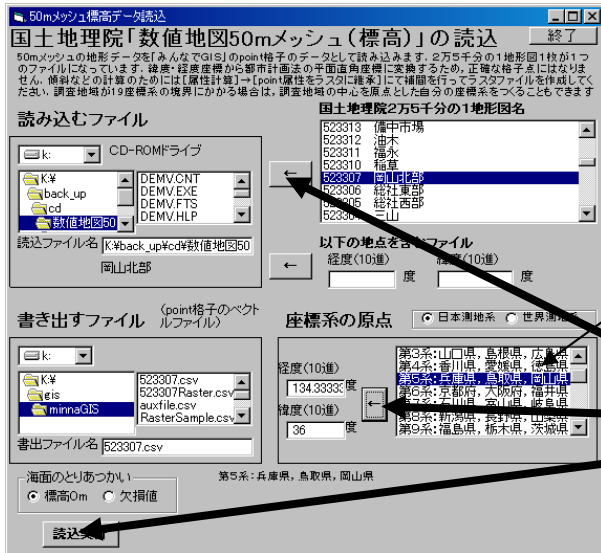 50mメッシュ標高データ読込
国土地理院「数値地図50mメッシュ(標高)」の読込
終了
50mメッシュの地形データを「みんなでGIS」のpoint格子のデータとして読み込みます. 2万5千分の1地形図1枚が1つ
のファイルになっています. 緯度・経度座標から都市計画法の平面直角座標に変換するため, 正確な格子点にはなりま
せん. 傾斜などの計算のためには[属性計算]→[point属性をラスタに継承]にて補間を行ってラスタファイルを作成してく
ださい. 調査地域が19座標系の境界にかかる場合は, 調査地域の中心を原点とした自分の座標系をつくることもできます
読み込むファイル
k:
CD-ROMドライブ
K:¥
back_up
cd
数値地図50
DEMV.CNT
DEMV.EXE
DEMV.FTS
DEMV.HLP
読込ファイル名 K:¥back_up¥cd¥数値地図50
岡山北部
国土地理院2万5千分の1地形図名
523313 備中市場
523312 油木
523311 福永
523310 稲草
523307 岡山北部
523306 総社東部
523305 総社西部
三山
←
以下の地点を含むファイル
経度(10進)
緯度(10進)
←
度
度
書き出すファイル
(point格子のベクト
ルファイル)
k:
K:¥
gis
minnaGIS
523307.csv
523307Raster.csv
auxfile.csv
RasterSample.csv
書出ファイル名 523307.csv
座標系の原点
日本測地系
世界測地系
経度(10進)
134.33333 度
緯度(10進)
36 度
←
第3系:山口県, 島根県, 広島県
第4系:香川県, 愛媛県, 徳島県
第5系:兵庫県, 鳥取県, 岡山県
第6系:京都府, 大阪府, 福井県
第7系:石川県, 富山県, 岐阜県
第8系:新潟県, 長野県, 山梨県
第9系:福島県, 栃木県, 茨城県
海面のとりあつかい
標高0m
欠損値
第5系:兵庫県, 鳥取県, 岡山県